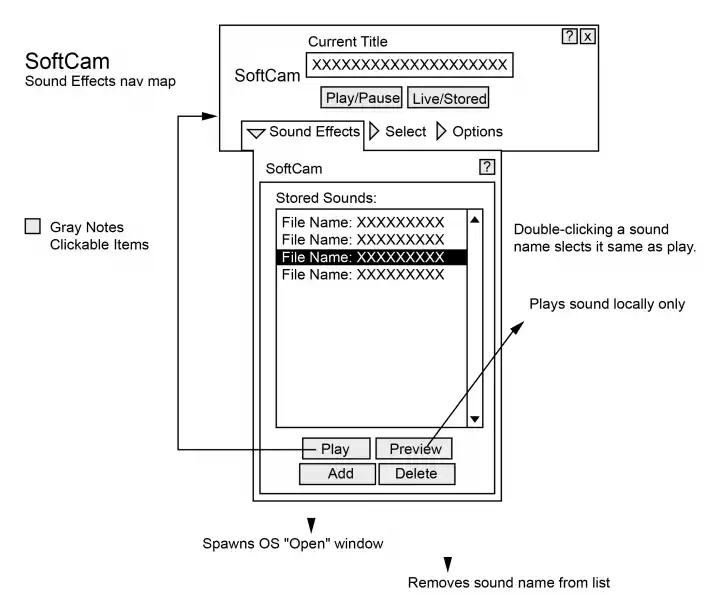 SoftCam
Sound Effects nav map
Current Title
? x
SoftCam
XXXXXXXXXXXXXXXXXXXX
Play/Pause
Live/Stored
Sound Effects
Select
Options
SoftCam
?
Stored Sounds:
File Name: XXXXXXXXX
File Name: XXXXXXXXX
File Name: XXXXXXXXX
File Name: XXXXXXXXX
Gray Notes
Clickable Items
Double-clicking a sound
name slects it same as play.
Plays sound locally only
Play
Preview
Add
Delete
Spawns OS "Open" window
Removes sound name from list